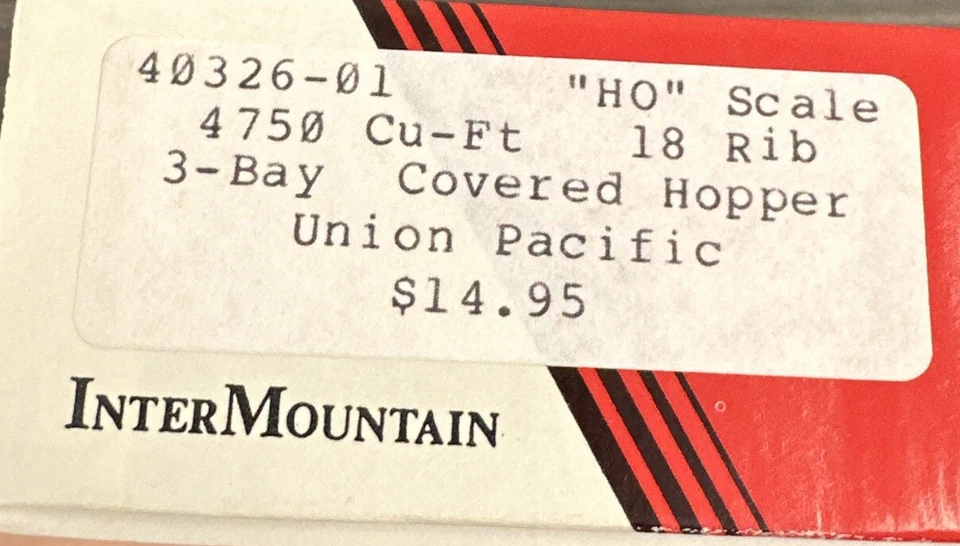 40326-01 "HO" Scale
4750 Cu-Ft 18 Rib
3-Bay Covered Hopper
Union Pacific
$14.95
INTERMOUNTAIN